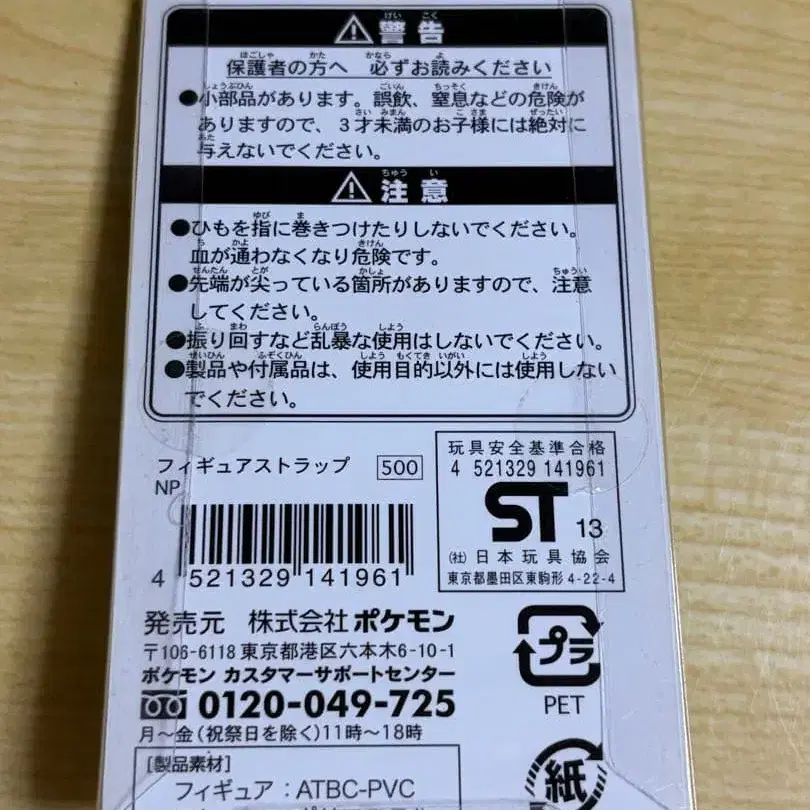 ⚠警告
保護者の方へ 必ずお読みください
●小部品があります。誤飲、窒息などの危険が
ありますので、3才未満のお子様には絶対に
与えないでください。
⚠注意
●ひもを指に巻きつけたりしないでください。
血が通わなくなり危険です。
●先端が尖っている箇所がありますので、注意
してください。
●振り回すなど乱暴な使用はしないでください。
●製品や付属品は、使用目的以外には使用しない
でください。
フィギュアストラップ 500
NP
4 521329 141961
玩具安全基準合格
4 521329 141961
ST 13
(社)日本玩具協会
東京都墨田区東駒形4-22-4
発売元 株式会社ポケモン
〒106-6118 東京都港区六本木6-10-1
ポケモン カスタマーサポートセンター
0120-049-725
月～金(祝祭日を除く)11時～18時
プラ
PET
紙
[製品素材]
フィギュア：ATBC-PVC